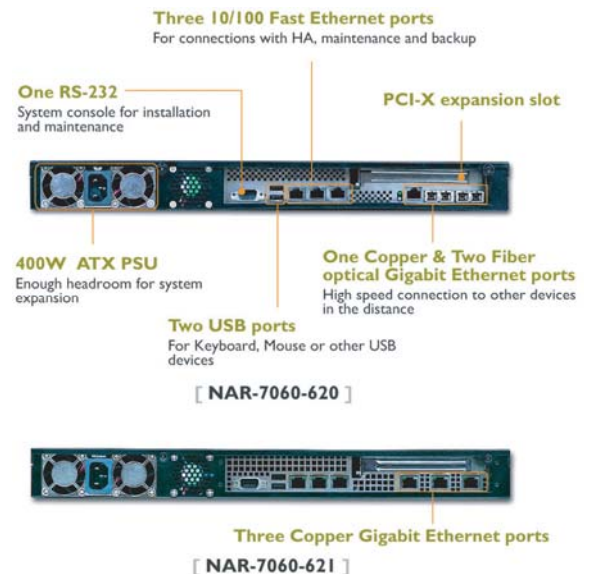 Three 10/100 Fast Ethernet ports
For connections with HA, maintenance and backup
One RS-232
System console for installation
and maintenance
PCI-X expansion slot
400W ATX PSU
Enough headroom for system
expansion
Two USB ports
For Keyboard, Mouse or other USB
devices
One Copper & Two Fiber
optical Gigabit Ethernet ports
High speed connection to other devices
in the distance
[ NAR-7060-620 ]
Three Copper Gigabit Ethernet ports
[ NAR-7060-621 ]